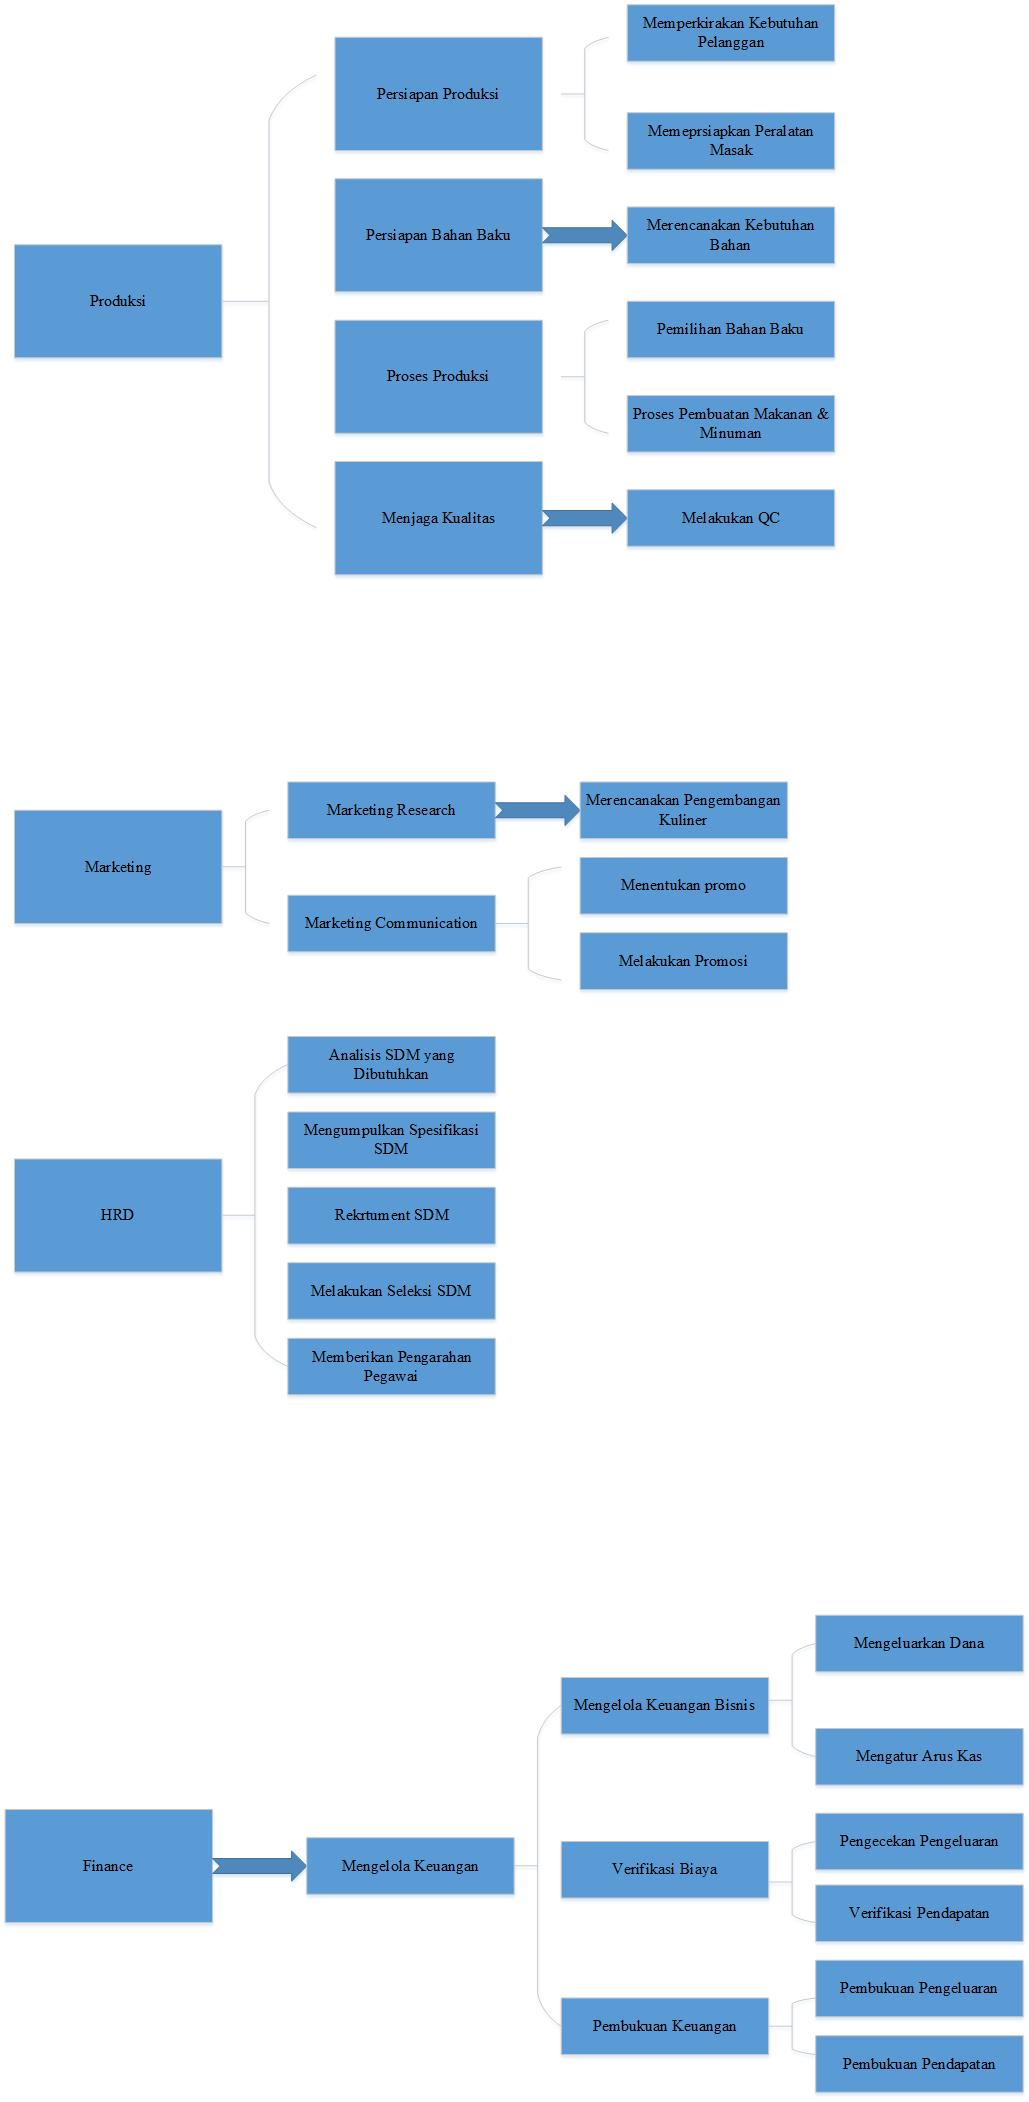 Produksi
Persiapan Produksi
Memperkirakan Kebutuhan
Pelanggan
Memeprsiapkan Peralatan
Masak
Persiapan Bahan Baku
Merencanakan Kebutuhan
Bahan
Proses Produksi
Pemilihan Bahan Baku
Proses Pembuatan Makanan &
Minuman
Menjaga Kualitas
Melakukan QC
Marketing
Marketing Research
Merencanakan Pengembangan
Kuliner
Marketing Communication
Menentukan promo
Melakukan Promosi
HRD
Analisis SDM yang
Dibutuhkan
Mengumpulkan Spesifikasi
SDM
Rekrtument SDM
Melakukan Seleksi SDM
Memberikan Pengarahan
Pegawai
Finance
Mengelola Keuangan
Mengelola Keuangan Bisnis
Mengeluarkan Dana
Mengatur Arus Kas
Verifikasi Biaya
Pengecekan Pengeluaran
Verifikasi Pendapatan
Pembukuan Keuangan
Pembukuan Pengeluaran
Pembukuan Pendapatan